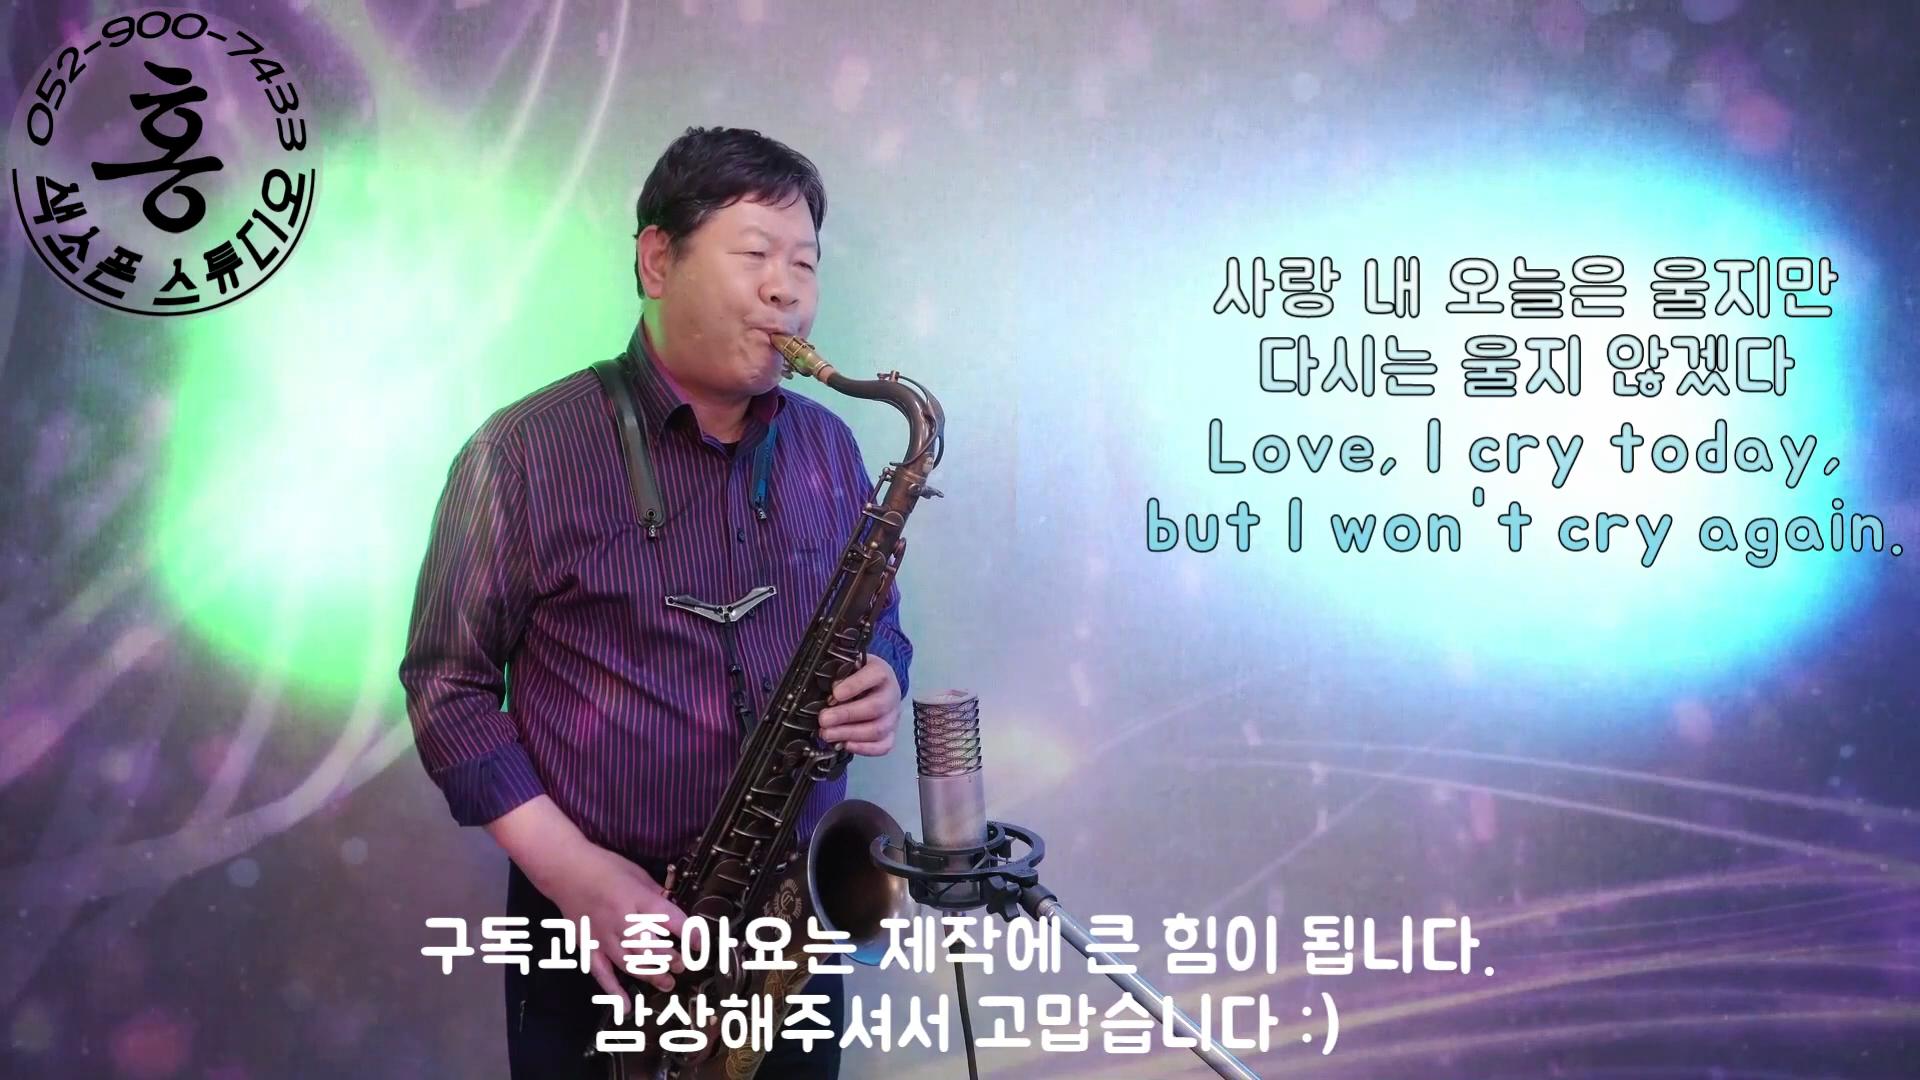 052-900-7433
홍
색소폰 스튜디오
사랑 내 오늘은 울지만
다시는 울지 않겠다
Love, I cry today,
but I won't cry again.
구독과 좋아요는 제작에 큰 힘이 됩니다.
감상해주셔서 고맙습니다 :)